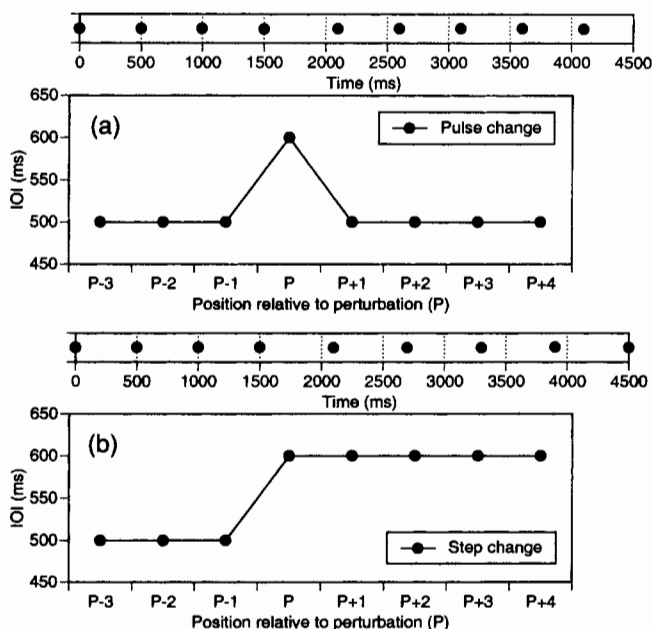 0 500 1000 1500 2000 2500 3000 3500 4000 4500
Time (ms)
650
600
550
500
450
IOI (ms)
(a)
Pulse change
P-3 P-2 P-1 P P+1 P+2 P+3 P+4
Position relative to perturbation (P)
0 500 1000 1500 2000 2500 3000 3500 4000 4500
Time (ms)
650
600
550
500
450
IOI (ms)
(b)
Step change
P-3 P-2 P-1 P P+1 P+2 P+3 P+4
Position relative to perturbation (P)